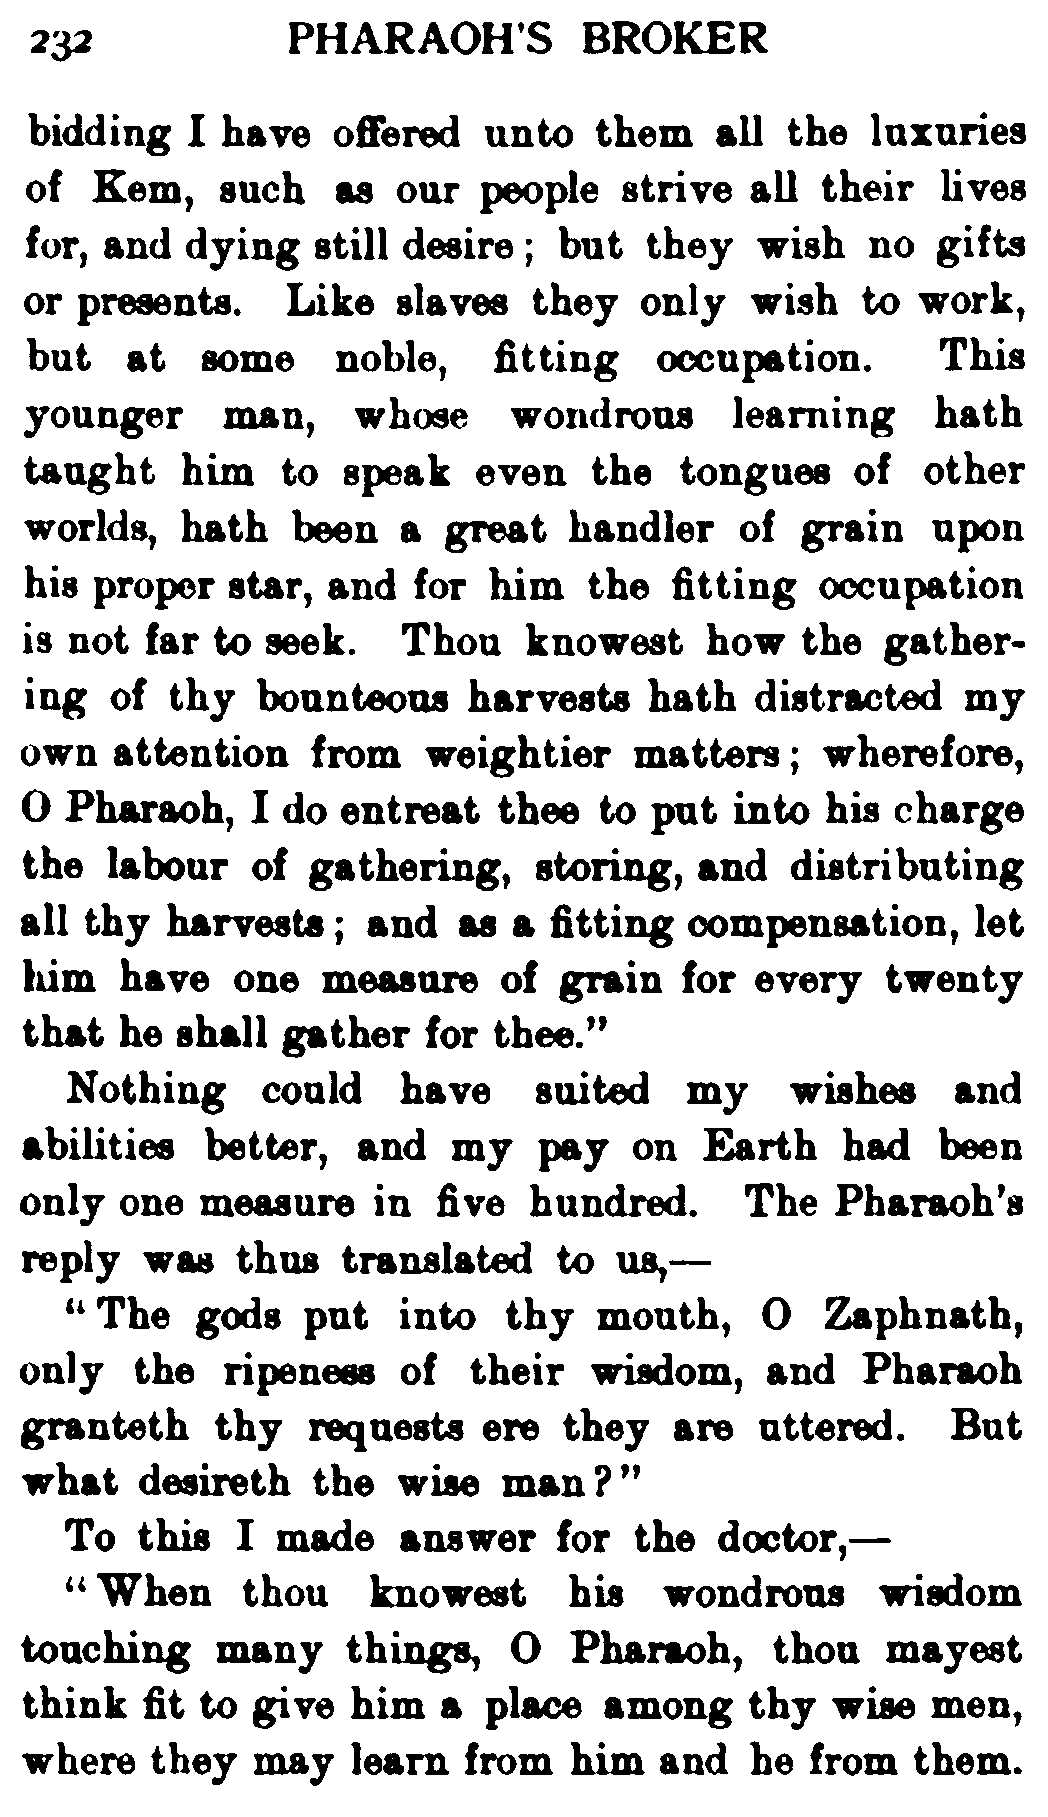 232 PHARAOH'S BROKER
bidding I have offered unto them all the luxuries
of Kem, such as our people strive all their lives
for, and dying still desire; but they wish no gifts
or presents. Like slaves they only wish to work,
but at some noble, fitting occupation. This
younger man, whose wondrous learning hath
taught him to speak even the tongues of other
worlds, hath been a great handler of grain upon
his proper star, and for him the fitting occupation
is not far to seek. Thou knowest how the gather-
ing of thy bounteous harvests hath distracted my
own attention from weightier matters; wherefore,
O Pharaoh, I do entreat thee to put into his charge
the labour of gathering, storing, and distributing
all thy harvests; and as a fitting compensation, let
him have one measure of grain for every twenty
that he shall gather for thee."
Nothing could have suited my wishes and
abilities better, and my pay on Earth had been
only one measure in five hundred. The Pharaoh's
reply was thus translated to us,—
"The gods put into thy mouth, O Zaphnath,
only the ripeness of their wisdom, and Pharaoh
granteth thy requests ere they are uttered. But
what desireth the wise man?"
To this I made answer for the doctor,—
"When thou knowest his wondrous wisdom
touching many things, O Pharaoh, thou mayest
think fit to give him a place among thy wise men,
where they may learn from him and he from them.